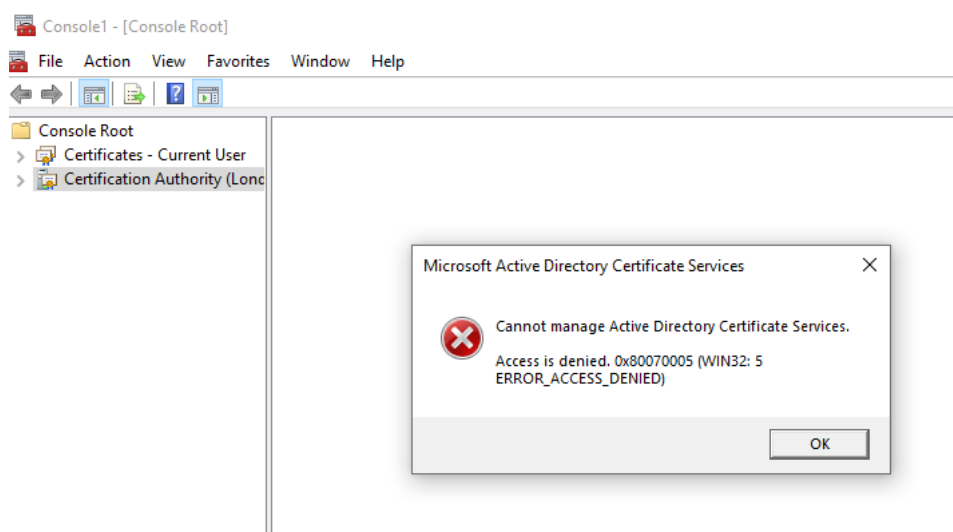 Console1 - [Console Root]
File Action View Favorites Window Help
Console Root
Certificates - Current User
Certification Authority (Lonc
Microsoft Active Directory Certificate Services
Cannot manage Active Directory Certificate Services.
Access is denied. 0x80070005 (WIN32: 5
ERROR_ACCESS_DENIED)
OK